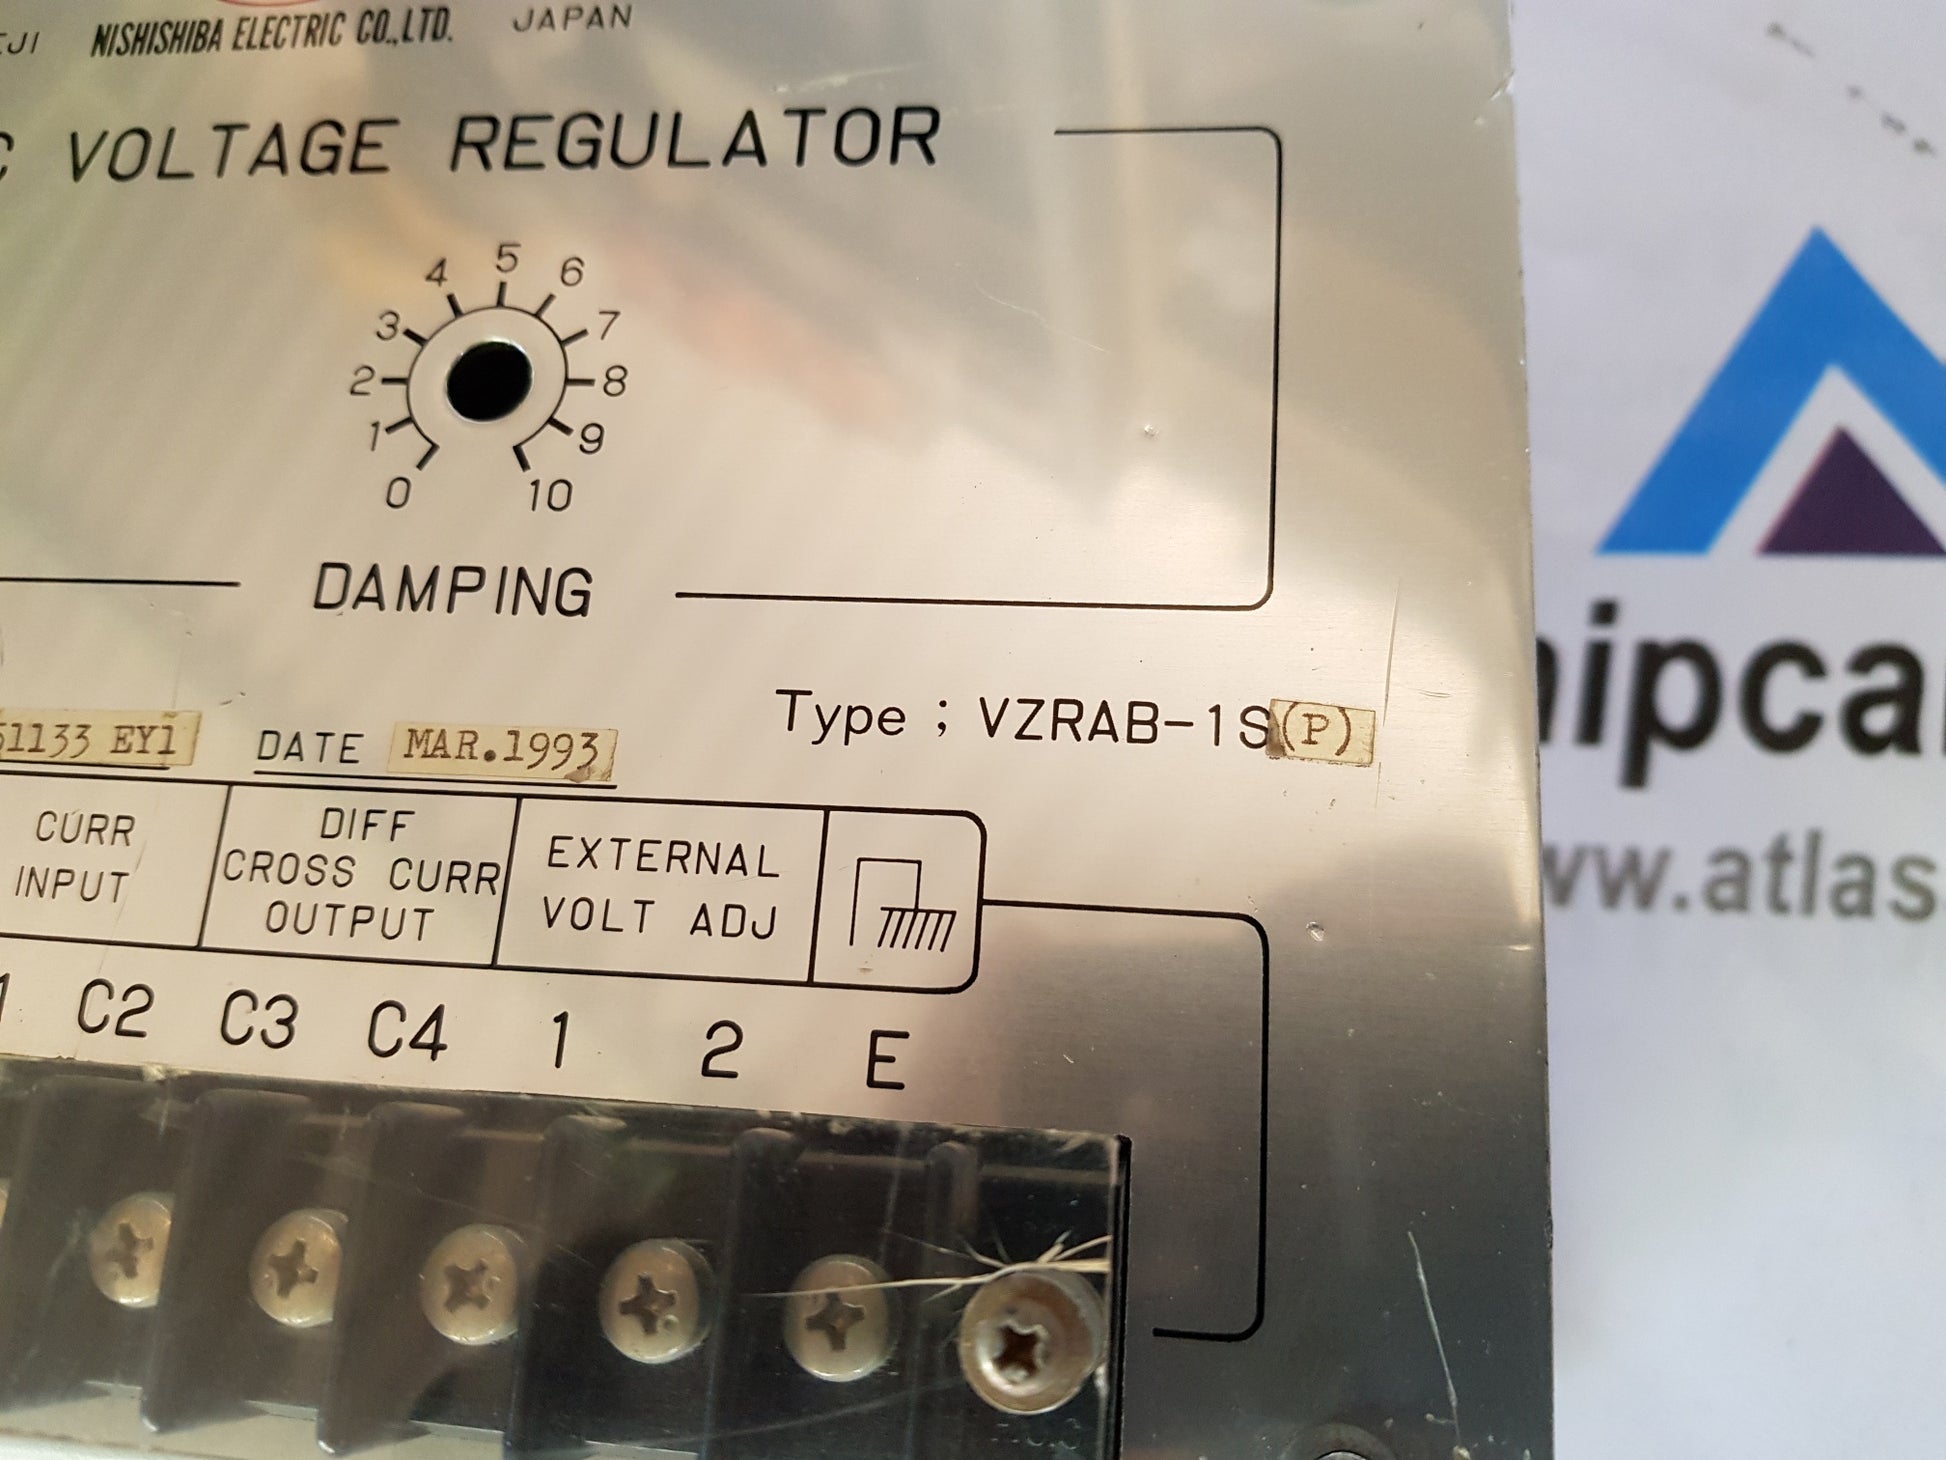 NISHISHIBA ELECTRIC CO.,LTD. JAPAN
VOLTAGE REGULATOR
0 1 2 3 4 5 6 7 8 9 10
DAMPING
Type ; VZRAB-1S(P)
1133 EY1 DATE MAR.1993
CURR INPUT
DIFF CROSS CURR OUTPUT
EXTERNAL VOLT ADJ
1 C2 C3 C4 1 2 E
hipca
ww.atlas